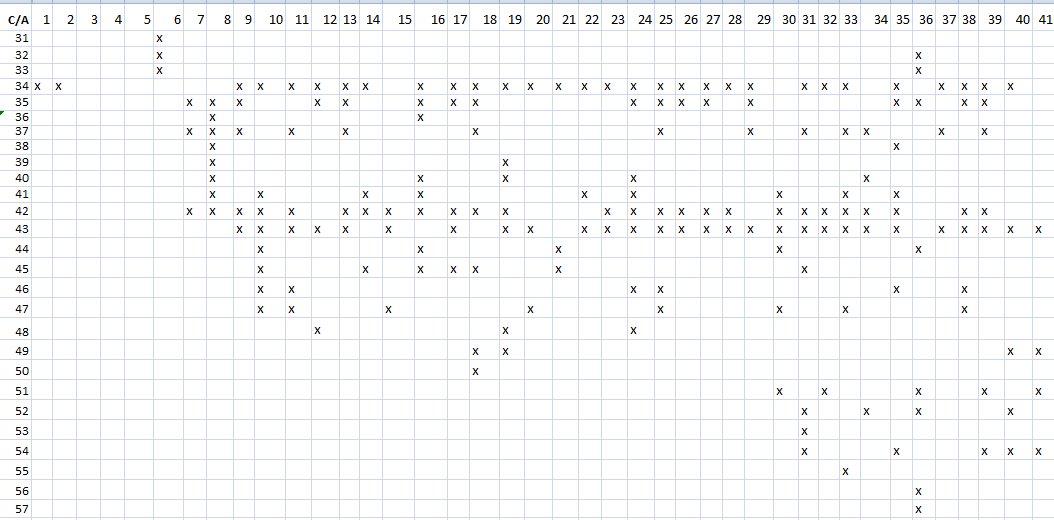 C/A 1 2 3 4 5 6 7 8 9 10 11 12 13 14 15 16 17 18 19 20 21 22 23 24 25 26 27 28 29 30 31 32 33 34 35 36 37 38 39 40 41
31 x
32 x x
33 x x
34 x x x x x x x x x x x x x x x x x x x x x x x x x x x x x x
35 x x x x x x x x x x x x x x x x x
36 x x
37 x x x x x x x x x x x x x
38 x x
39 x x
40 x x x x x
41 x x x x x x x x x
42 x x x x x x x x x x x x x x x x x x x x x x x x x x
43 x x x x x x x x x x x x x x x x x x x x x x x x x x x x
44 x x x x x
45 x x x x x x x
46 x x x x x x
47 x x x x x x x x
48 x x x
49 x x x x
50 x
51 x x x x x
52 x x x x
53 x
54 x x x x x
55 x
56 x
57 x